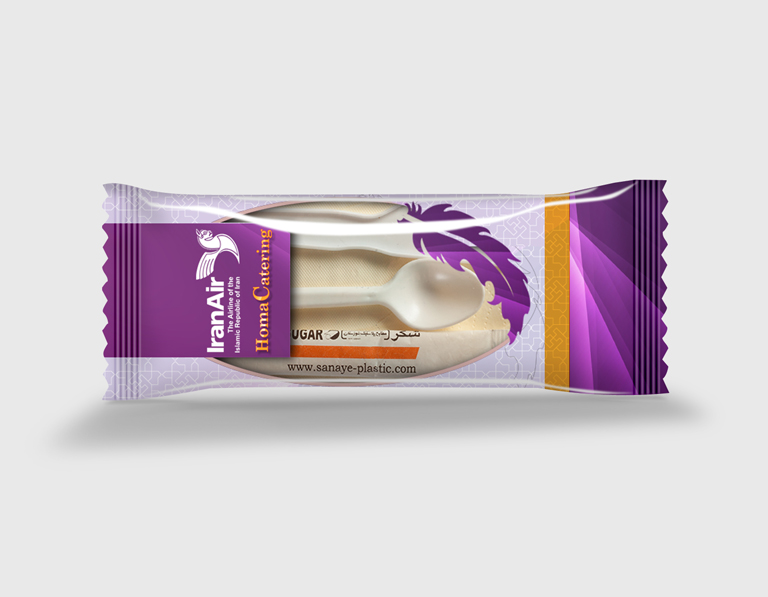 IranAir
The Airline of the
Islamic Republic of Iran
HomaCatering
UGAR شکر
www.sanaye-plastic.com